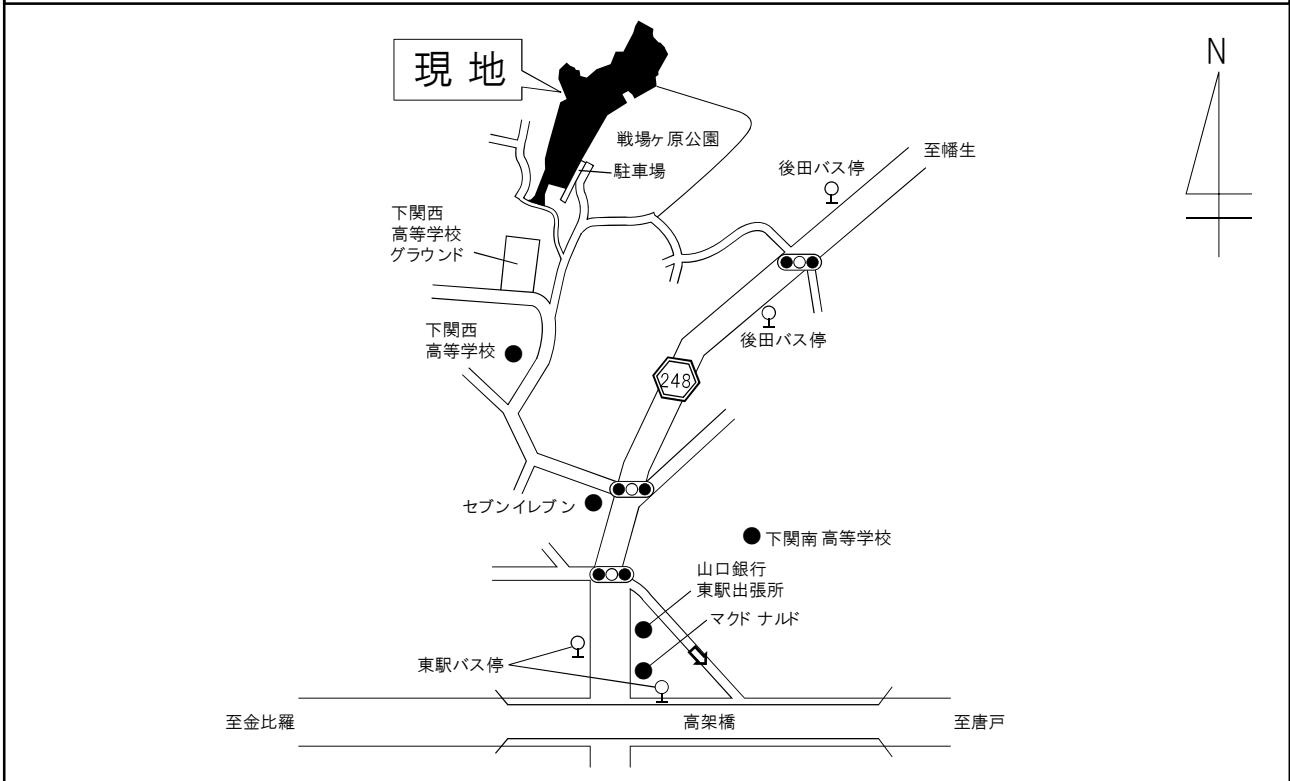 現地
N
戦場ヶ原公園
駐車場
後田バス停
至幡生
下関西
高等学校
グラウンド
下関西
高等学校
後田バス停
248
セブンイレブン
下関南高等学校
山口銀行
東駅出張所
マクドナルド
東駅バス停
至金比羅
高架橋
至唐戸